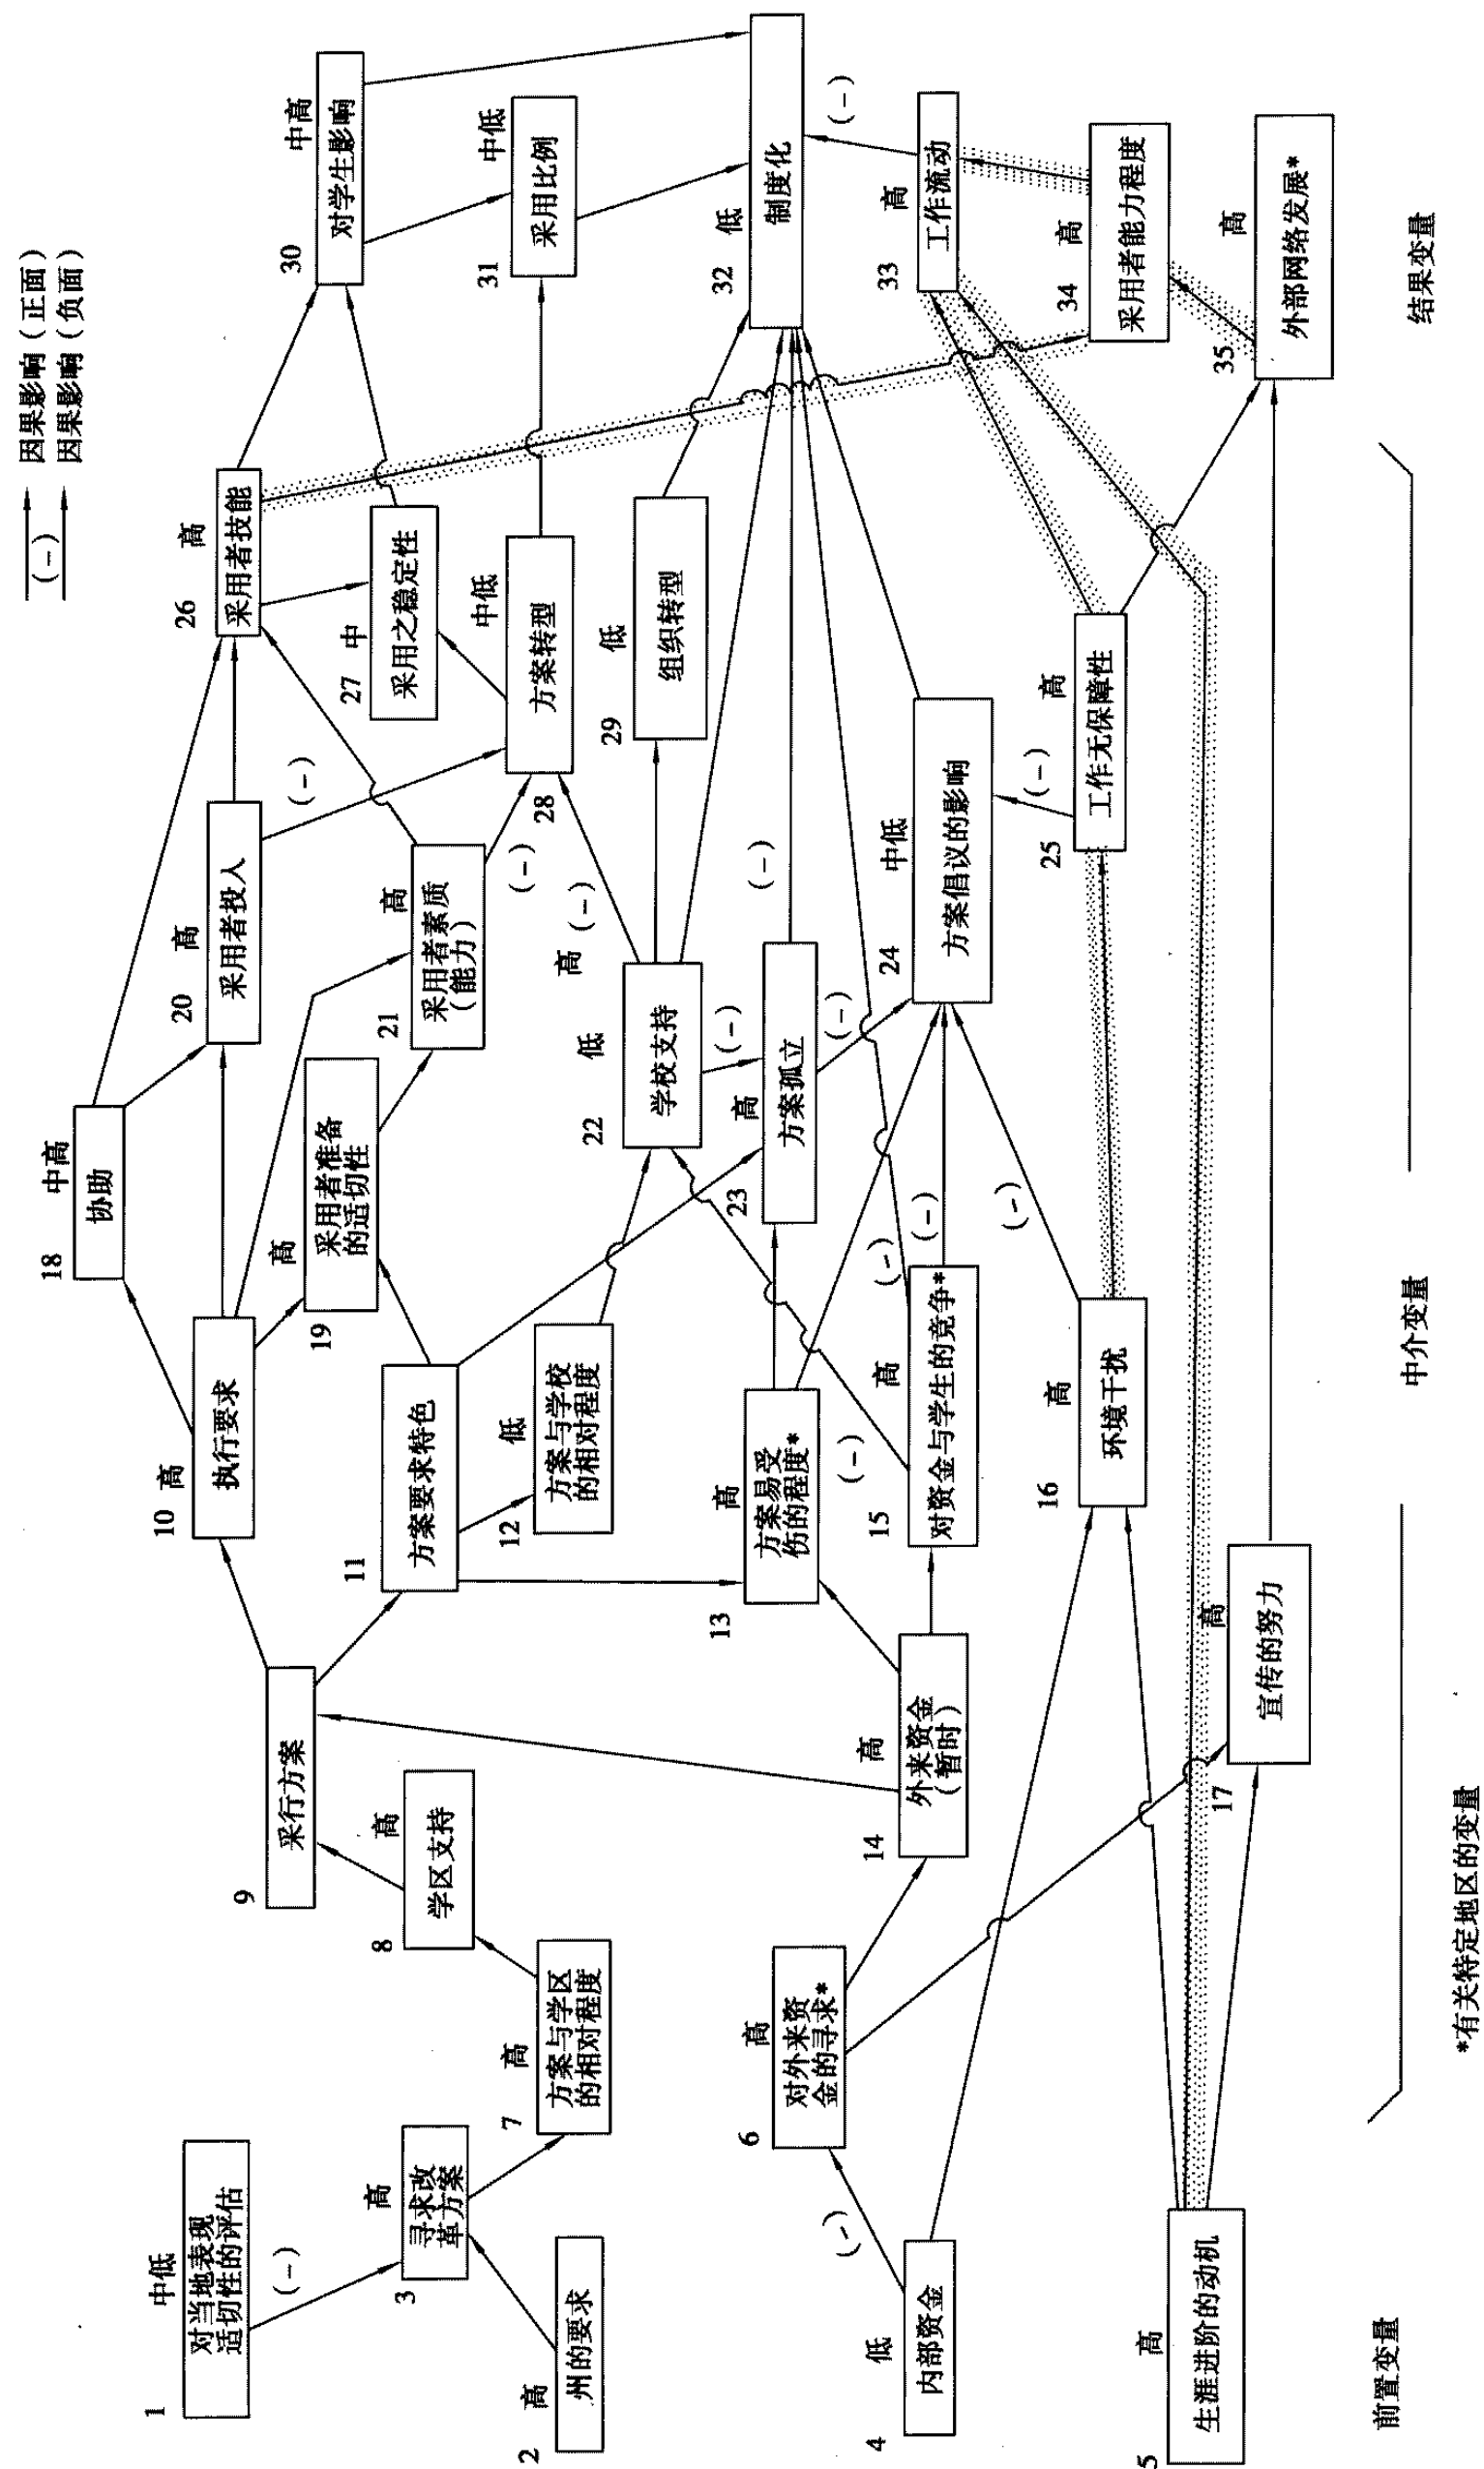 因果影响（正面）
(-)
因果影响（负面）
1
中低
对当地表现
适切性的评估
(-)
2
高
州的要求
3
高
寻求改
革方案
4
低
内部资金
(-)
5
高
生涯进阶的动机
6
高
对外来资
金的寻求*
7
高
方案与学区
的相对程度
8
高
学区支持
9
采行方案
10
高
执行要求
11
方案要求特色
12
低
方案与学校
的相对程度
13
高
方案易受
伤的程度*
14
高
外来资金
（暂时）
15
高
对资金与学生的竞争*
(-)
(-)
(-)
16
高
环境干扰
(-)
17
高
宣传的努力
18
中高
协助
19
高
采用者准备
的适切性
20
高
采用者投入
(-)
21
高
采用者素质
（能力）
(-)
22
低
学校支持
高
(-)
(-)
23
高
方案孤立
(-)
(-)
24
中低
方案倡议的影响
25
高
工作无保障性
(-)
26
高
采用者技能
27
中
采用之稳定性
28
中低
方案转型
29
低
组织转型
30
中高
对学生影响
31
中低
采用比例
32
低
制度化
33
高
工作流动
(-)
34
高
采用者能力程度
35
高
外部网络发展*
前置变量
中介变量
结果变量
*有关特定地区的变量